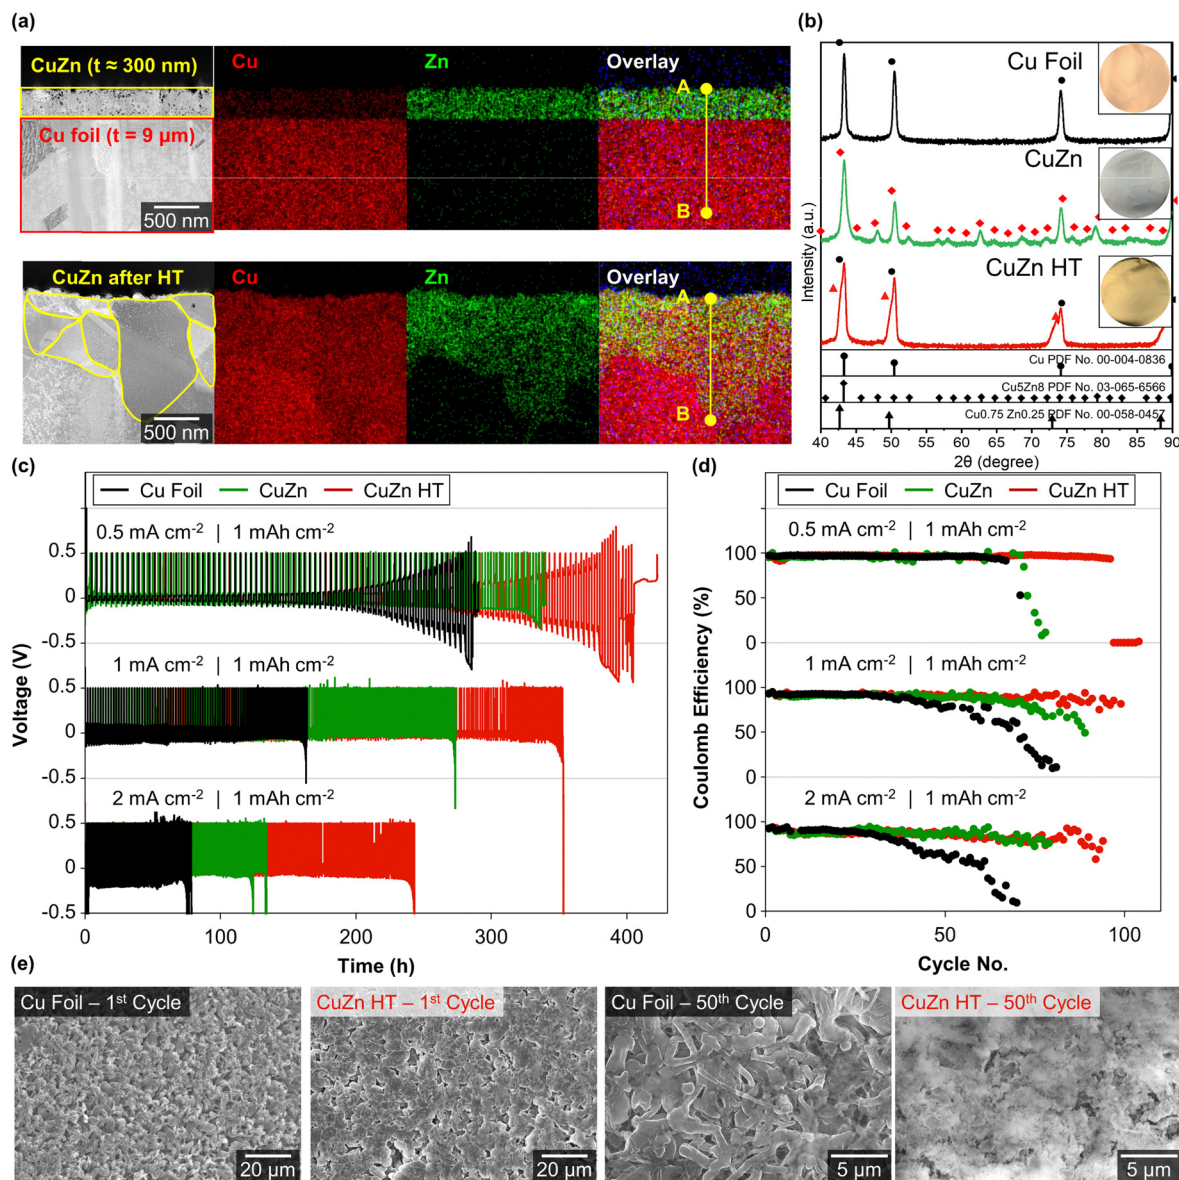 (a)
CuZn (t ≈ 300 nm)
Cu
Zn
Overlay
A
Cu foil (t = 9 μm)
500 nm
B
CuZn after HT
Overlay
A
500 nm
B
(b)
Cu Foil
CuZn
CuZn HT
Cu PDF No. 00-004-0836
Cu5Zn8 PDF No. 03-065-6566
Cu0.75 Zn0.25 PDF No. 00-058-0457
Intensity (a.u.)
40 45 50 55 60 65 70 75 80 85 90
2θ (degree)
(c)
Cu Foil CuZn CuZn HT
0.5 mA cm-2 | 1 mAh cm-2
0.5
0
-0.5
1 mA cm-2 | 1 mAh cm-2
0.5
0
-0.5
2 mA cm-2 | 1 mAh cm-2
0.5
0
-0.5
Voltage (V)
0 100 200 300 400
Time (h)
(d)
Cu Foil CuZn CuZn HT
0.5 mA cm-2 | 1 mAh cm-2
100
50
0
1 mA cm-2 | 1 mAh cm-2
100
50
0
2 mA cm-2 | 1 mAh cm-2
100
50
0
Coulomb Efficiency (%)
0 50 100
Cycle No.
(e)
Cu Foil – 1st Cycle
20 μm
CuZn HT – 1st Cycle
20 μm
Cu Foil – 50th Cycle
5 μm
CuZn HT – 50th Cycle
5 μm